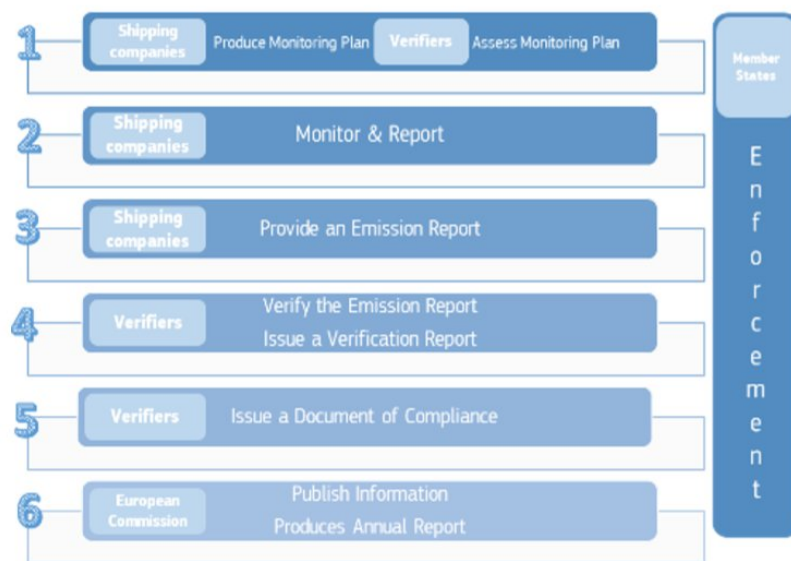 1
Shipping companies Produce Monitoring Plan Verifiers Assess Monitoring Plan
2
Shipping companies Monitor & Report
3
Shipping companies Provide an Emission Report
4
Verifiers
Verify the Emission Report
Issue a Verification Report
5
Verifiers Issue a Document of Compliance
6
European Commission
Publish Information
Produces Annual Report
Member
States
Enforcement